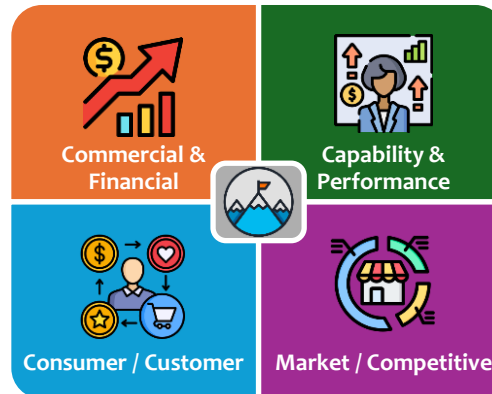 $
Commercial &
Financial
$
Capability &
Performance
$
Consumer / Customer
Market / Competitive